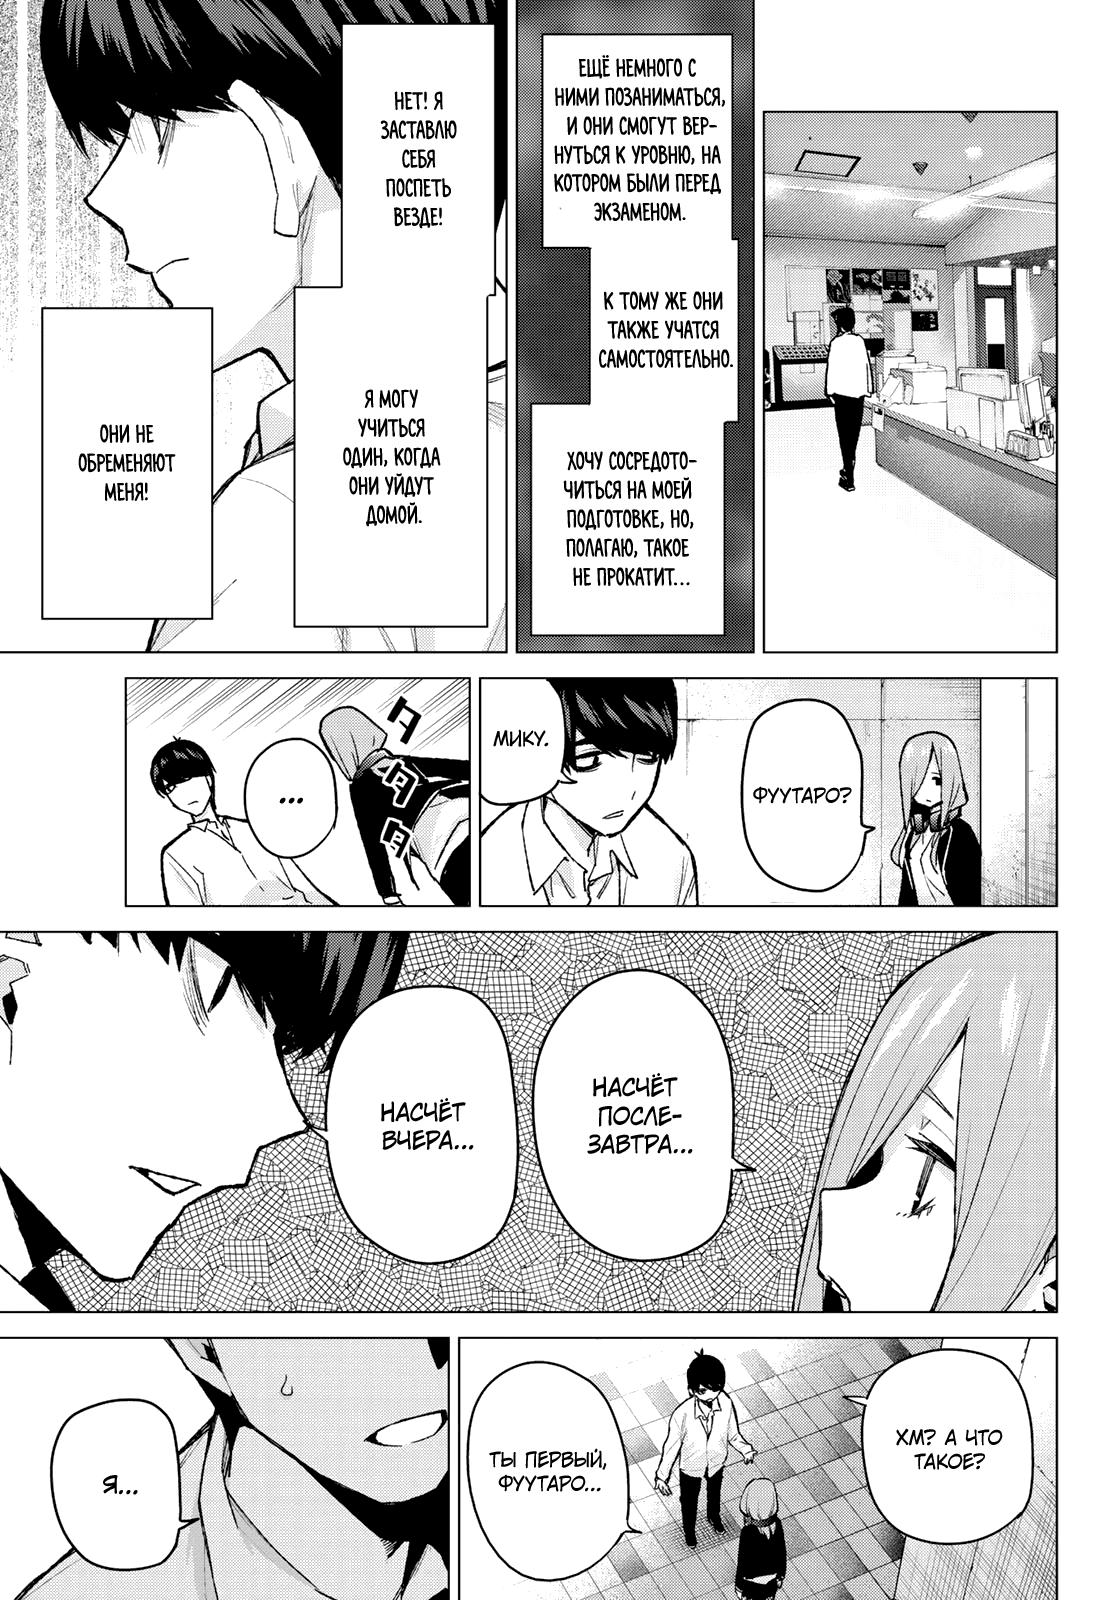 ЕЩЁ НЕМНОГО С
НИМИ ПОЗАНИМАТЬСЯ,
И ОНИ СМОГУТ ВЕР-
НУТЬСЯ К УРОВНЮ, НА
КОТОРОМ БЫЛИ ПЕРЕД
ЭКЗАМЕНОМ.
К ТОМУ ЖЕ ОНИ
ТАКЖЕ УЧАТСЯ
САМОСТОЯТЕЛЬНО.
ХОЧУ СОСРЕДОТО-
ЧИТЬСЯ НА МОЕЙ
ПОДГОТОВКЕ, НО,
ПОЛАГАЮ, ТАКОЕ
НЕ ПРОКАТИТ...
НЕТ! Я
ЗАСТАВЛЮ
СЕБЯ
ПОСПЕТЬ
ВЕЗДЕ!
Я МОГУ
УЧИТЬСЯ
ОДИН, КОГДА
ОНИ УЙДУТ
ДОМОЙ.
ОНИ НЕ
ОБРЕМЕНЯЮТ
МЕНЯ!
ФУУТАРО?
МИКУ.
タタタ
...
НАСЧЁТ
ПОСЛЕ-
ЗАВТРА...
НАСЧЁТ
ВЧЕРА...
ХМ? А ЧТО
ТАКОЕ?
ТЫ ПЕРВЫЙ,
ФУУТАРО...
Я...